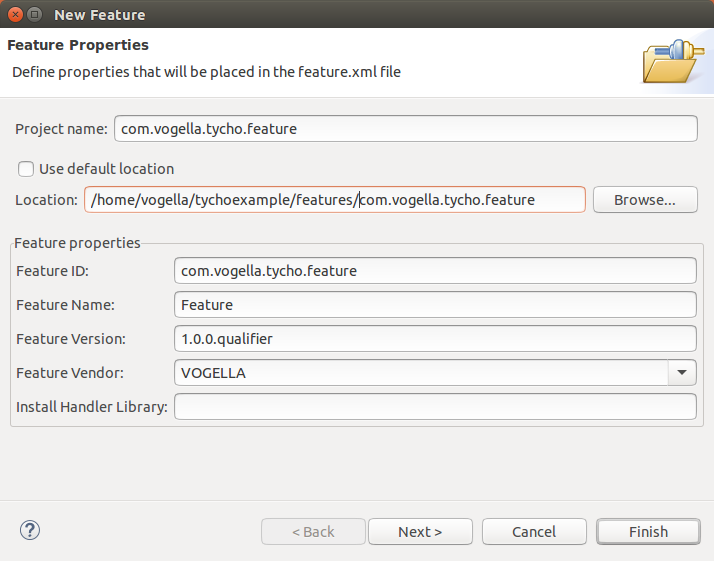 New Feature
Feature Properties
Define properties that will be placed in the feature.xml file
Project name: com.vogella.tycho.feature
Use default location
Location: /home/vogella/tychoexample/features/com.vogella.tycho.feature Browse...
Feature properties
Feature ID: com.vogella.tycho.feature
Feature Name: Feature
Feature Version: 1.0.0.qualifier
Feature Vendor: VOGELLA
Install Handler Library:
? < Back Next > Cancel Finish